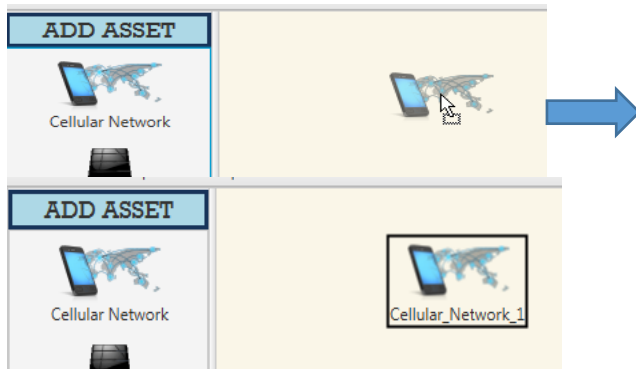 ADD ASSET
Cellular Network
ADD ASSET
Cellular Network
Cellular_Network_1